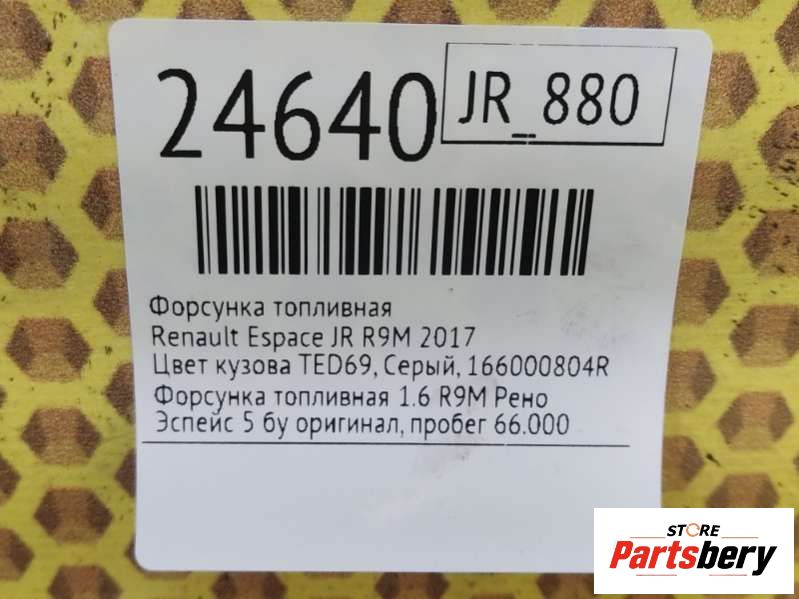 24640
JR_880
Форсунка топливная
Renault Espace JR R9M 2017
Цвет кузова TED69, Серый, 166000804R
Форсунка топливная 1.6 R9M Рено
Эспейс 5 бу оригинал, пробег 66.000
STORE
Partsbery